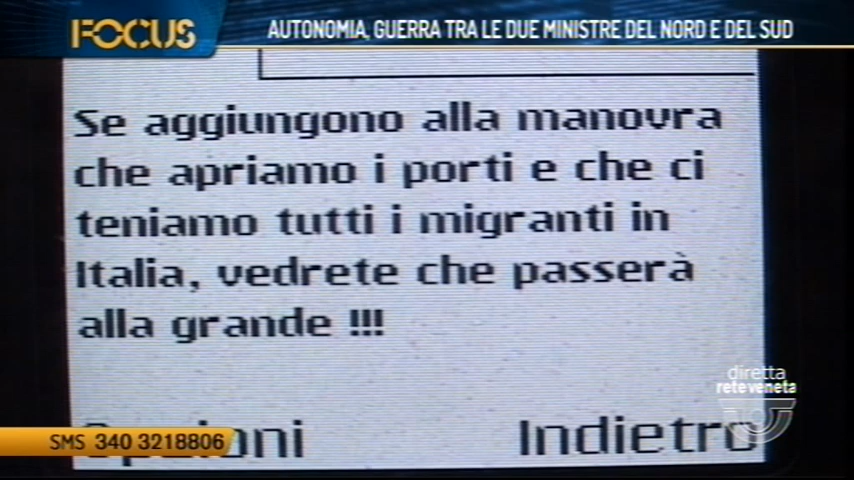 FOCUS
AUTONOMIA, GUERRA TRA LE DUE MINISTRE DEL NORD E DEL SUD
Se aggiungono alla manovra
che apriamo i porti e che ci
teniamo tutti i migranti in
Italia, vedrete che passerà
alla grande !!!
diretta
reteveneta
Indietro
SMS 340 3218806